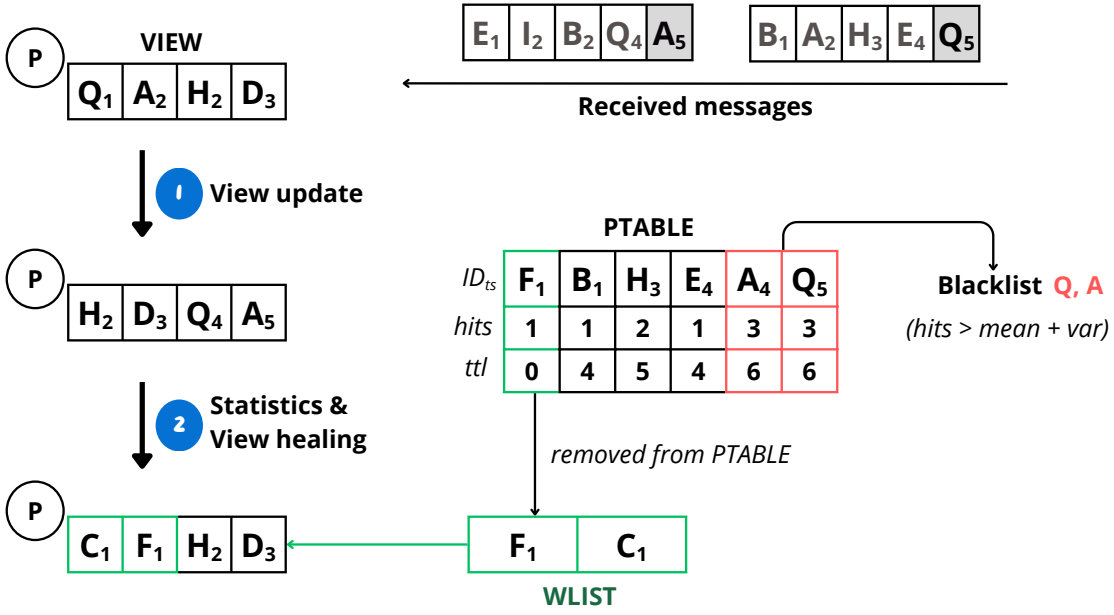 E₁ I₂ B₂ Q₄ A₅
B₁ A₂ H₃ E₄ Q₅
P
VIEW
Q₁ A₂ H₂ D₃
Received messages
1 View update
PTABLE
P
H₂ D₃ Q₄ A₅
IDₜₛ F₁ B₁ H₃ E₄ A₄ Q₅
hits 1 1 2 1 3 3
ttl 0 4 5 4 6 6
Blacklist Q, A
(hits > mean + var)
2 Statistics &
View healing
removed from PTABLE
P
C₁ F₁ H₂ D₃
F₁ C₁
WLIST